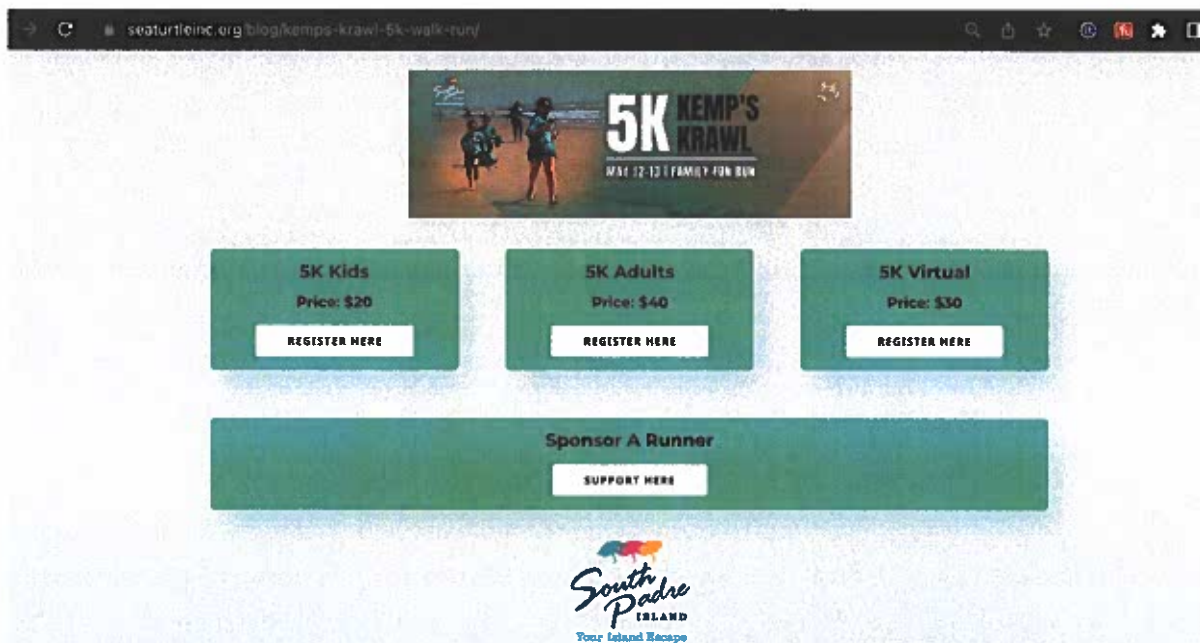 seaturtleinc.org/blog/kemps-krawl-5k-walk-run/
South
5K KEMP'S
KRAWL
MAY 12-13 | FAMILY FUN RUN
5K Kids
Price: $20
REGISTER HERE
5K Adults
Price: $40
REGISTER HERE
5K Virtual
Price: $30
REGISTER HERE
Sponsor A Runner
SUPPORT HERE
South
Padre
ISLAND
Your Island Escape